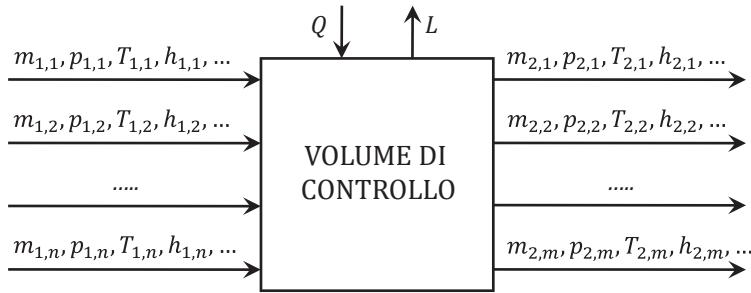 Q L
m₁,₁, p₁,₁, T₁,₁, h₁,₁, ...
m₂,₁, p₂,₁, T₂,₁, h₂,₁, ...
m₁,₂, p₁,₂, T₁,₂, h₁,₂, ...
m₂,₂, p₂,₂, T₂,₂, h₂,₂, ...
VOLUME DI
CONTROLLO
.....
.....
m₁,ₙ, p₁,ₙ, T₁,ₙ, h₁,ₙ, ...
m₂,ₘ, p₂,ₘ, T₂,ₘ, h₂,ₘ, ...